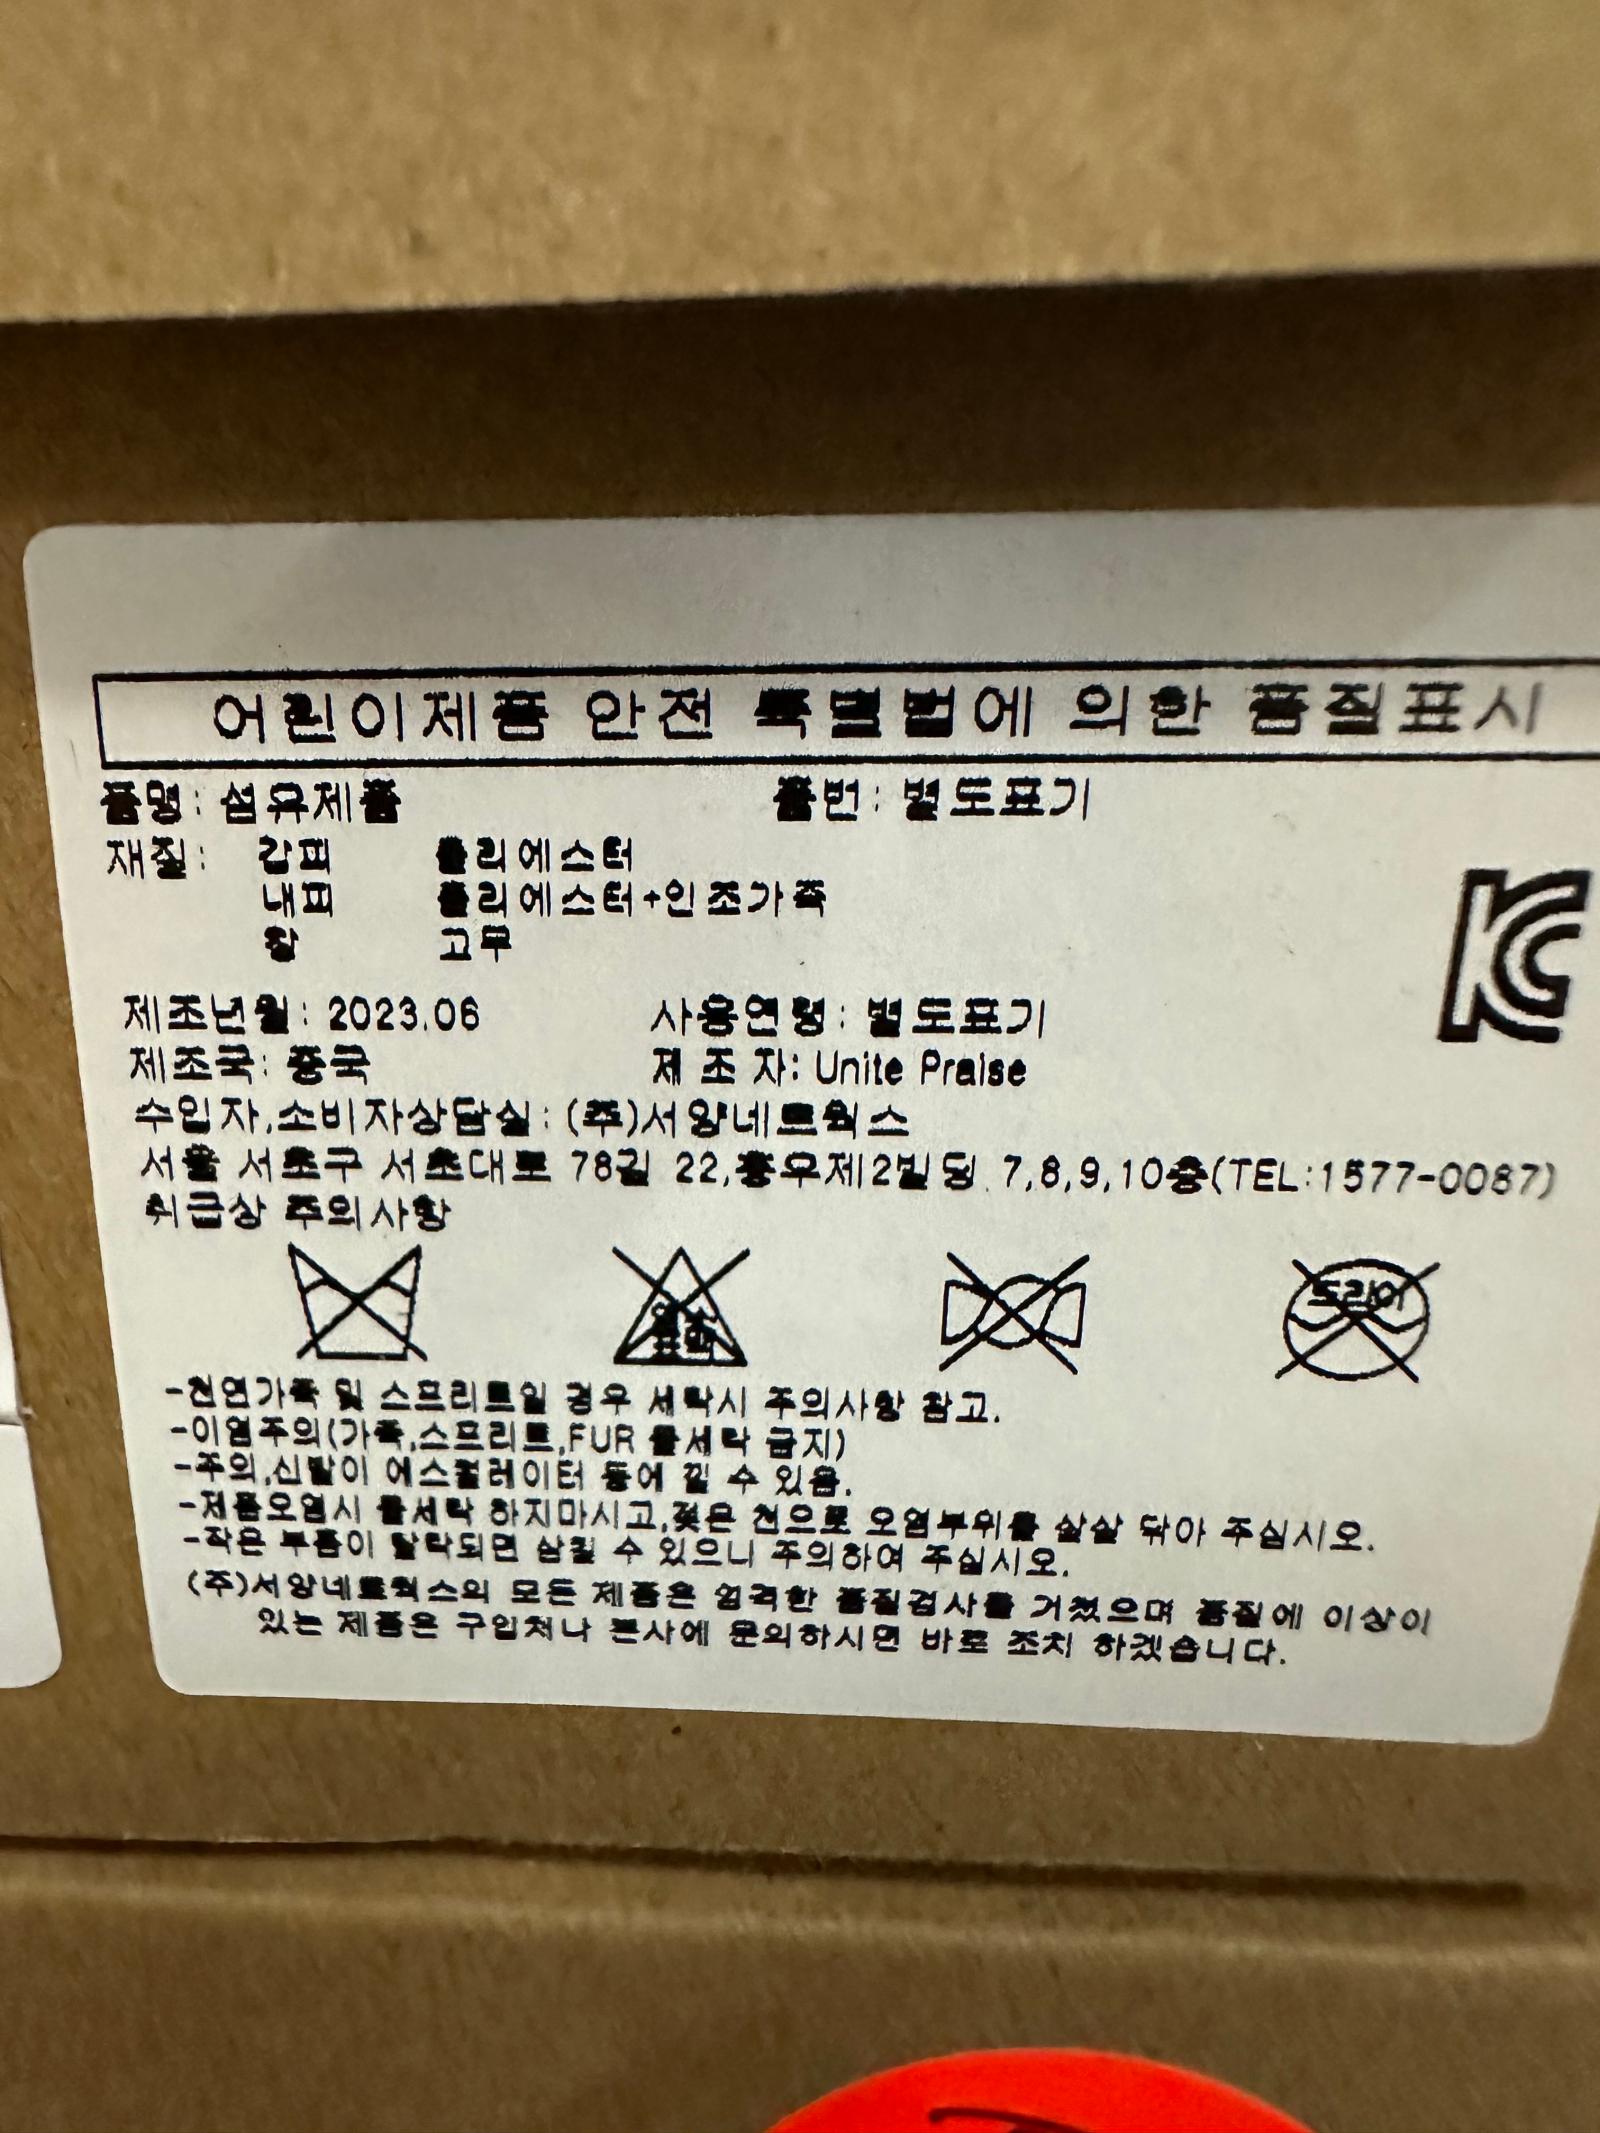 어린이제품 안전 특별법에 의한 품질표시
품명: 섬유제품 품번: 별도표기
재질: 갑피 폴리에스터
내피 폴리에스터+인조가죽
창 고무
KC
제조년월: 2023.06 사용연령: 별도표기
제조국: 중국 제 조 자: Unite Praise
수입자,소비자상담실: (주)서양네트웍스
서울 서초구 서초대로 78길 22,홍우제2빌딩 7,8,9,10층(TEL:1577-0087)
취급상 주의사항
염소표백 드라이
-천연가죽 및 스프리트일 경우 세탁시 주의사항 참고.
-이염주의(가죽,스프리트,FUR 물세탁 금지)
-주의,신발이 에스컬레이터 등에 낄 수 있음.
-제품오염시 물세탁 하지마시고,젖은 천으로 오염부위를 살살 닦아 주십시오.
-작은 부품이 탈락되면 삼킬 수 있으니 주의하여 주십시오.
(주)서양네트웍스의 모든 제품은 엄격한 품질검사를 거쳤으며 품질에 이상이
있는 제품은 구입처나 본사에 문의하시면 바로 조치 하겠습니다.